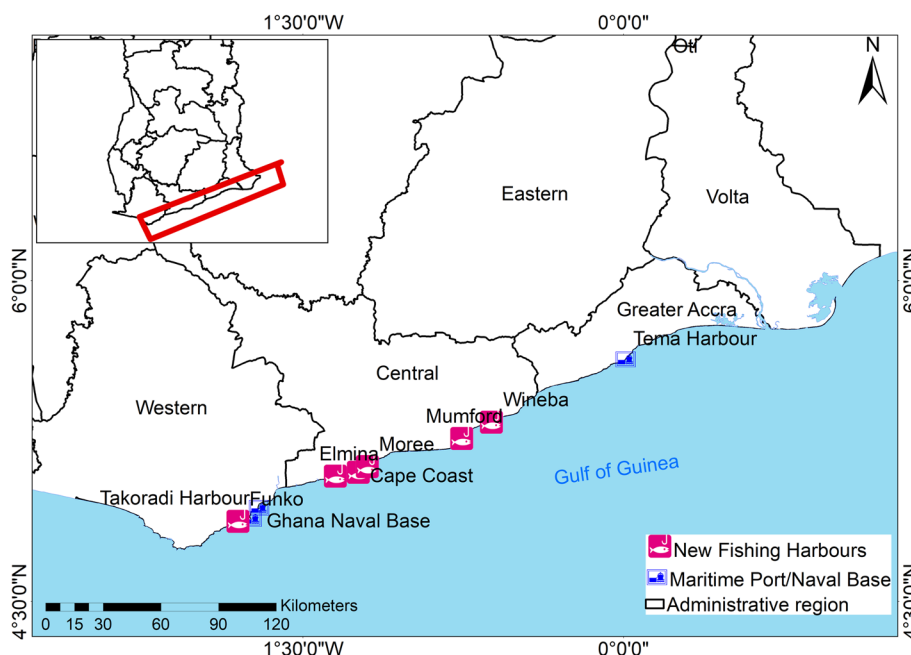 1°30'0"W
0°0'0"
Oti
N
Eastern
Volta
6°0'0"N
6°0'0"N
Greater Accra
Tema Harbour
Central
Western
Wineba
Mumford
Moree
Elmina
Cape Coast
Gulf of Guinea
Takoradi Harbour
Funko
Ghana Naval Base
New Fishing Harbours
Maritime Port/Naval Base
Administrative region
Kilometers
0 15 30 60 90 120
4°30'0"N
4°30'0"N
1°30'0"W
0°0'0"